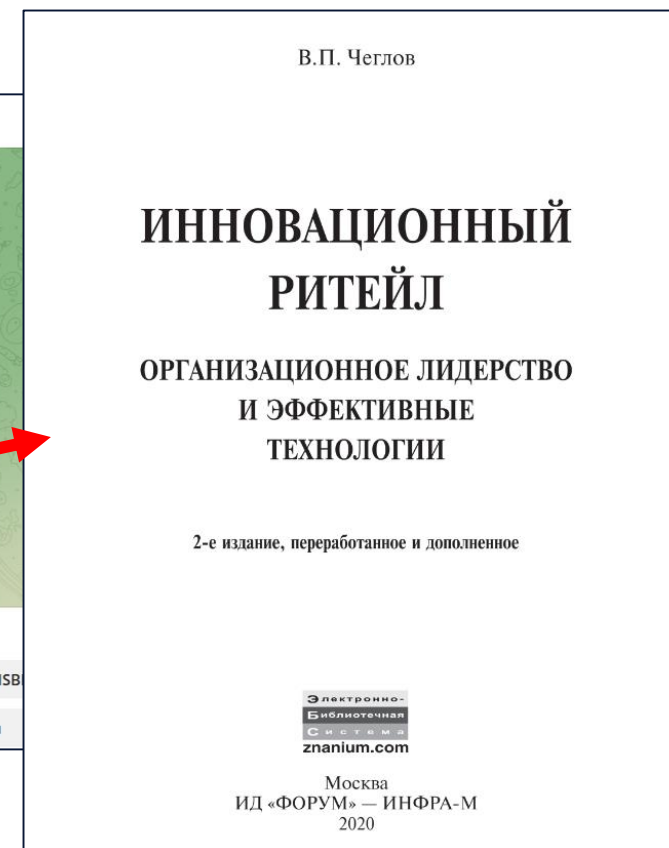 В.П. Чеглов
ИННОВАЦИОННЫЙ
РИТЕЙЛ
ОРГАНИЗАЦИОННОЕ ЛИДЕРСТВО
И ЭФФЕКТИВНЫЕ
ТЕХНОЛОГИИ
2-е издание, переработанное и дополненное
Электронно-
Библиотечная
Система
znanium.com
Москва
ИД «ФОРУМ» — ИНФРА-М
2020